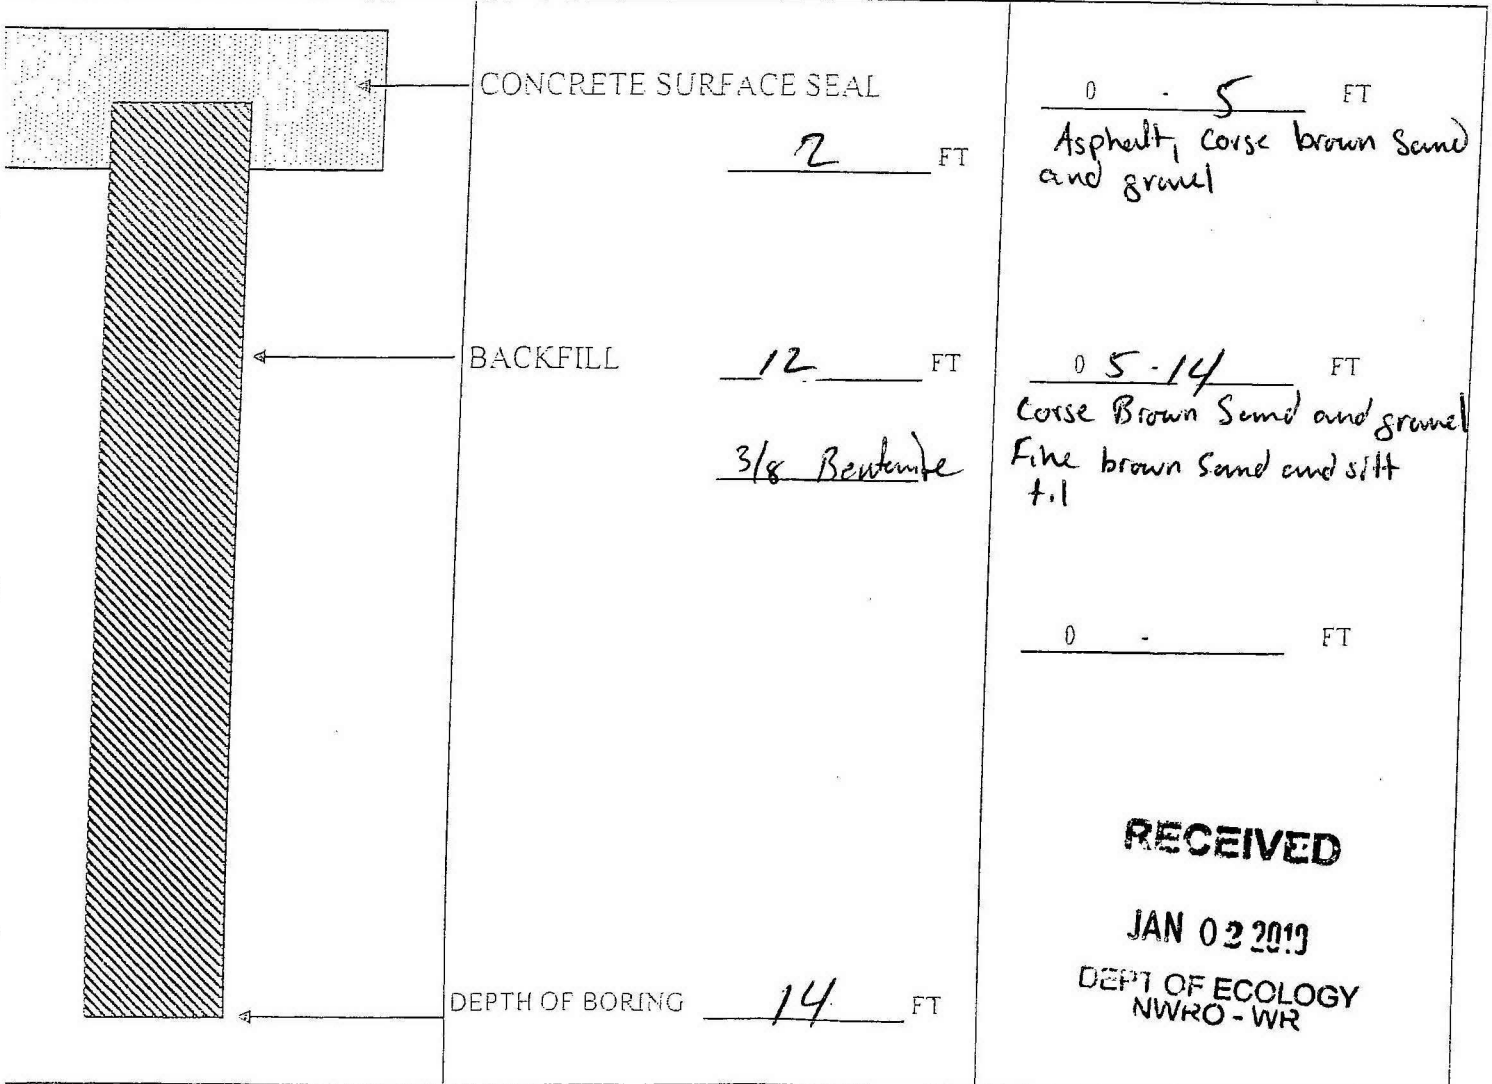 CONCRETE SURFACE SEAL
2 FT
0 - 5 FT
Asphalt, Corse brown Sand
and gravel
BACKFILL 12 FT
3/8 Bentonite
0 5-14 FT
Corse Brown Sand and gravel
Fine brown Sand and silt
til
0 - FT
RECEIVED
JAN 02 2019
DEPT OF ECOLOGY
NWRO - WR
DEPTH OF BORING 14 FT